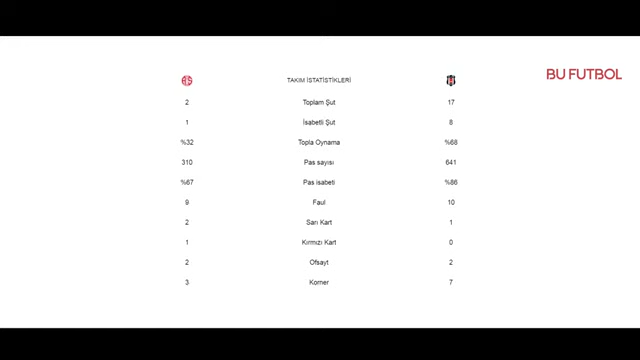 TAKIM İSTATİSTİKLERİ
BU FUTBOL
2 Toplam Şut 17
1 İsabetli Şut 8
%32 Topla Oynama %68
310 Pas sayısı 641
%67 Pas isabeti %86
9 Faul 10
2 Sarı Kart 1
1 Kırmızı Kart 0
2 Ofsayt 2
3 Korner 7